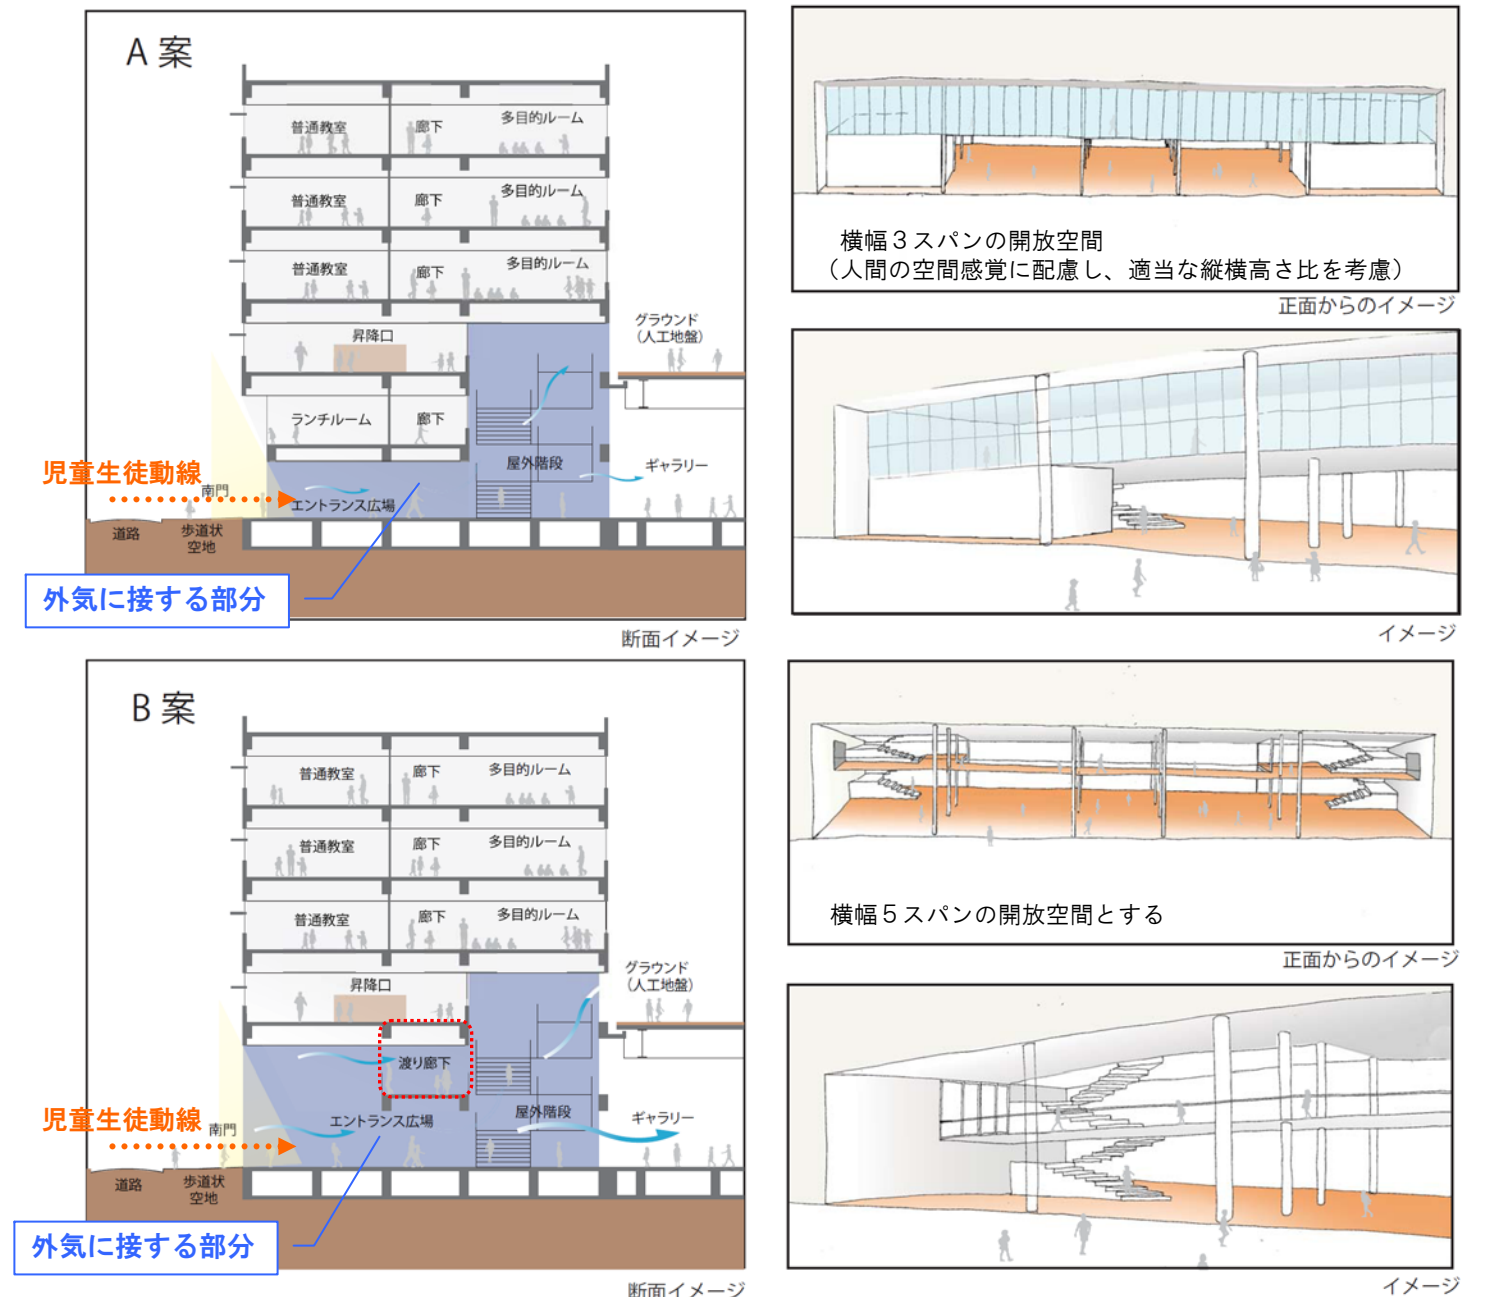 A 案
普通教室
廊下
多目的ルーム
普通教室
廊下
多目的ルーム
普通教室
廊下
多目的ルーム
昇降口
グラウンド
（人工地盤）
ランチルーム
廊下
屋外階段
ギャラリー
児童生徒動線
南門
エントランス広場
道路
歩道状
空地
外気に接する部分
断面イメージ
横幅３スパンの開放空間
（人間の空間感覚に配慮し、適当な縦横高さ比を考慮）
正面からのイメージ
イメージ
B 案
普通教室
廊下
多目的ルーム
普通教室
廊下
多目的ルーム
普通教室
廊下
多目的ルーム
昇降口
グラウンド
（人工地盤）
渡り廊下
屋外階段
ギャラリー
児童生徒動線
南門
エントランス広場
道路
歩道状
空地
外気に接する部分
断面イメージ
横幅５スパンの開放空間とする
正面からのイメージ
イメージ